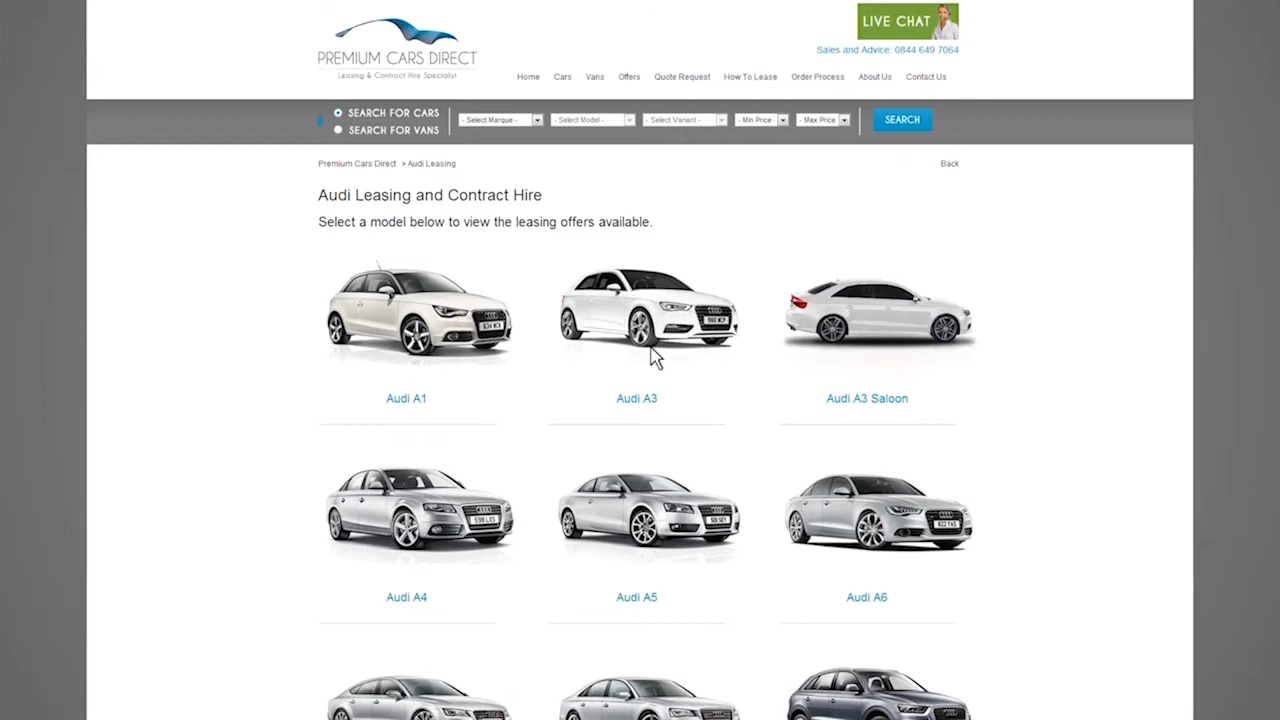 LIVE CHAT
PREMIUM CARS DIRECT
Leasing & Contract Hire Specialist
Sales and Advice: 0844 649 7064
Home Cars Vans Offers Quote Request How To Lease Order Process About Us Contact Us
SEARCH FOR CARS
SEARCH FOR VANS
- Select Marque - - Select Model - - Select Variant - - Min Price - - Max Price - SEARCH
Premium Cars Direct > Audi Leasing Back
Audi Leasing and Contract Hire
Select a model below to view the leasing offers available.
Audi A1 Audi A3 Audi A3 Saloon
Audi A4 Audi A5 Audi A6